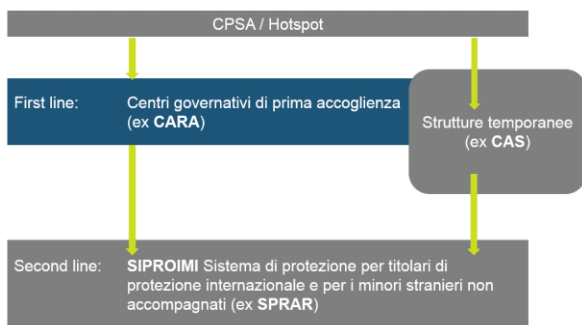 CPSA / Hotspot
First line: Centri governativi di prima accoglienza
(ex CARA)
Strutture temporanee
(ex CAS)
Second line: SIPROIMI Sistema di protezione per titolari di
protezione internazionale e per i minori stranieri non
accompagnati (ex SPRAR)